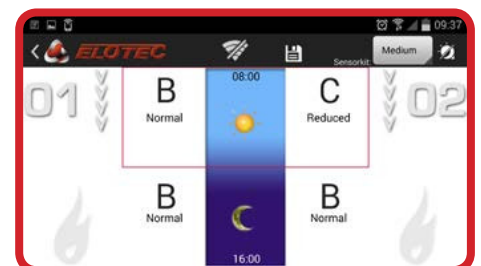 09:37
ELOTEC
Sensorkit:
Medium
01
B
Normal
08:00
C
Reduced
02
B
Normal
B
Normal
16:00